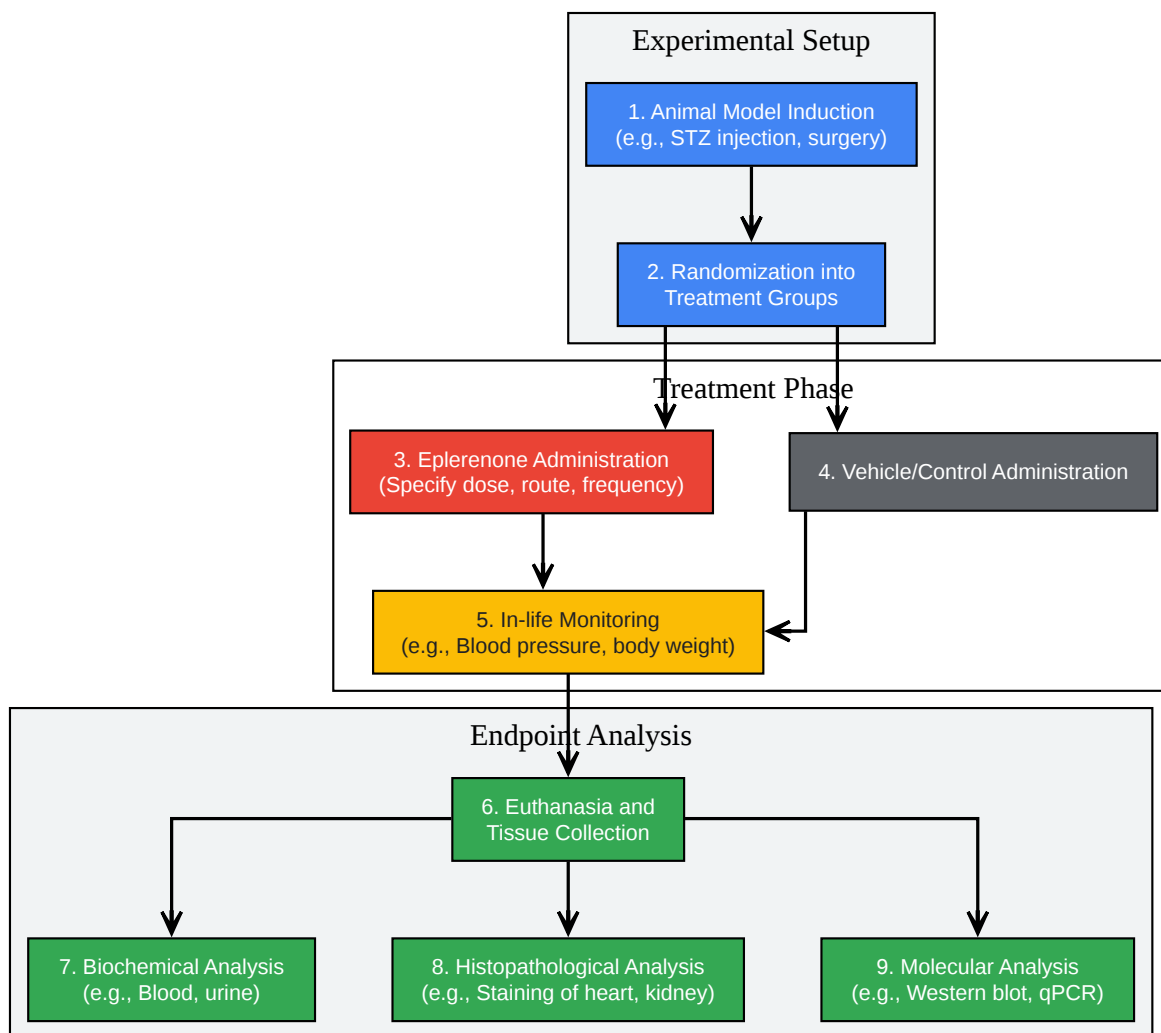 Experimental Setup
1. Animal Model Induction
(e.g., STZ injection, surgery)
2. Randomization into
Treatment Groups
Treatment Phase
3. Eplerenone Administration
(Specify dose, route, frequency)
4. Vehicle/Control Administration
5. In-life Monitoring
(e.g., Blood pressure, body weight)
Endpoint Analysis
6. Euthanasia and
Tissue Collection
7. Biochemical Analysis
(e.g., Blood, urine)
8. Histopathological Analysis
(e.g., Staining of heart, kidney)
9. Molecular Analysis
(e.g., Western blot, qPCR)